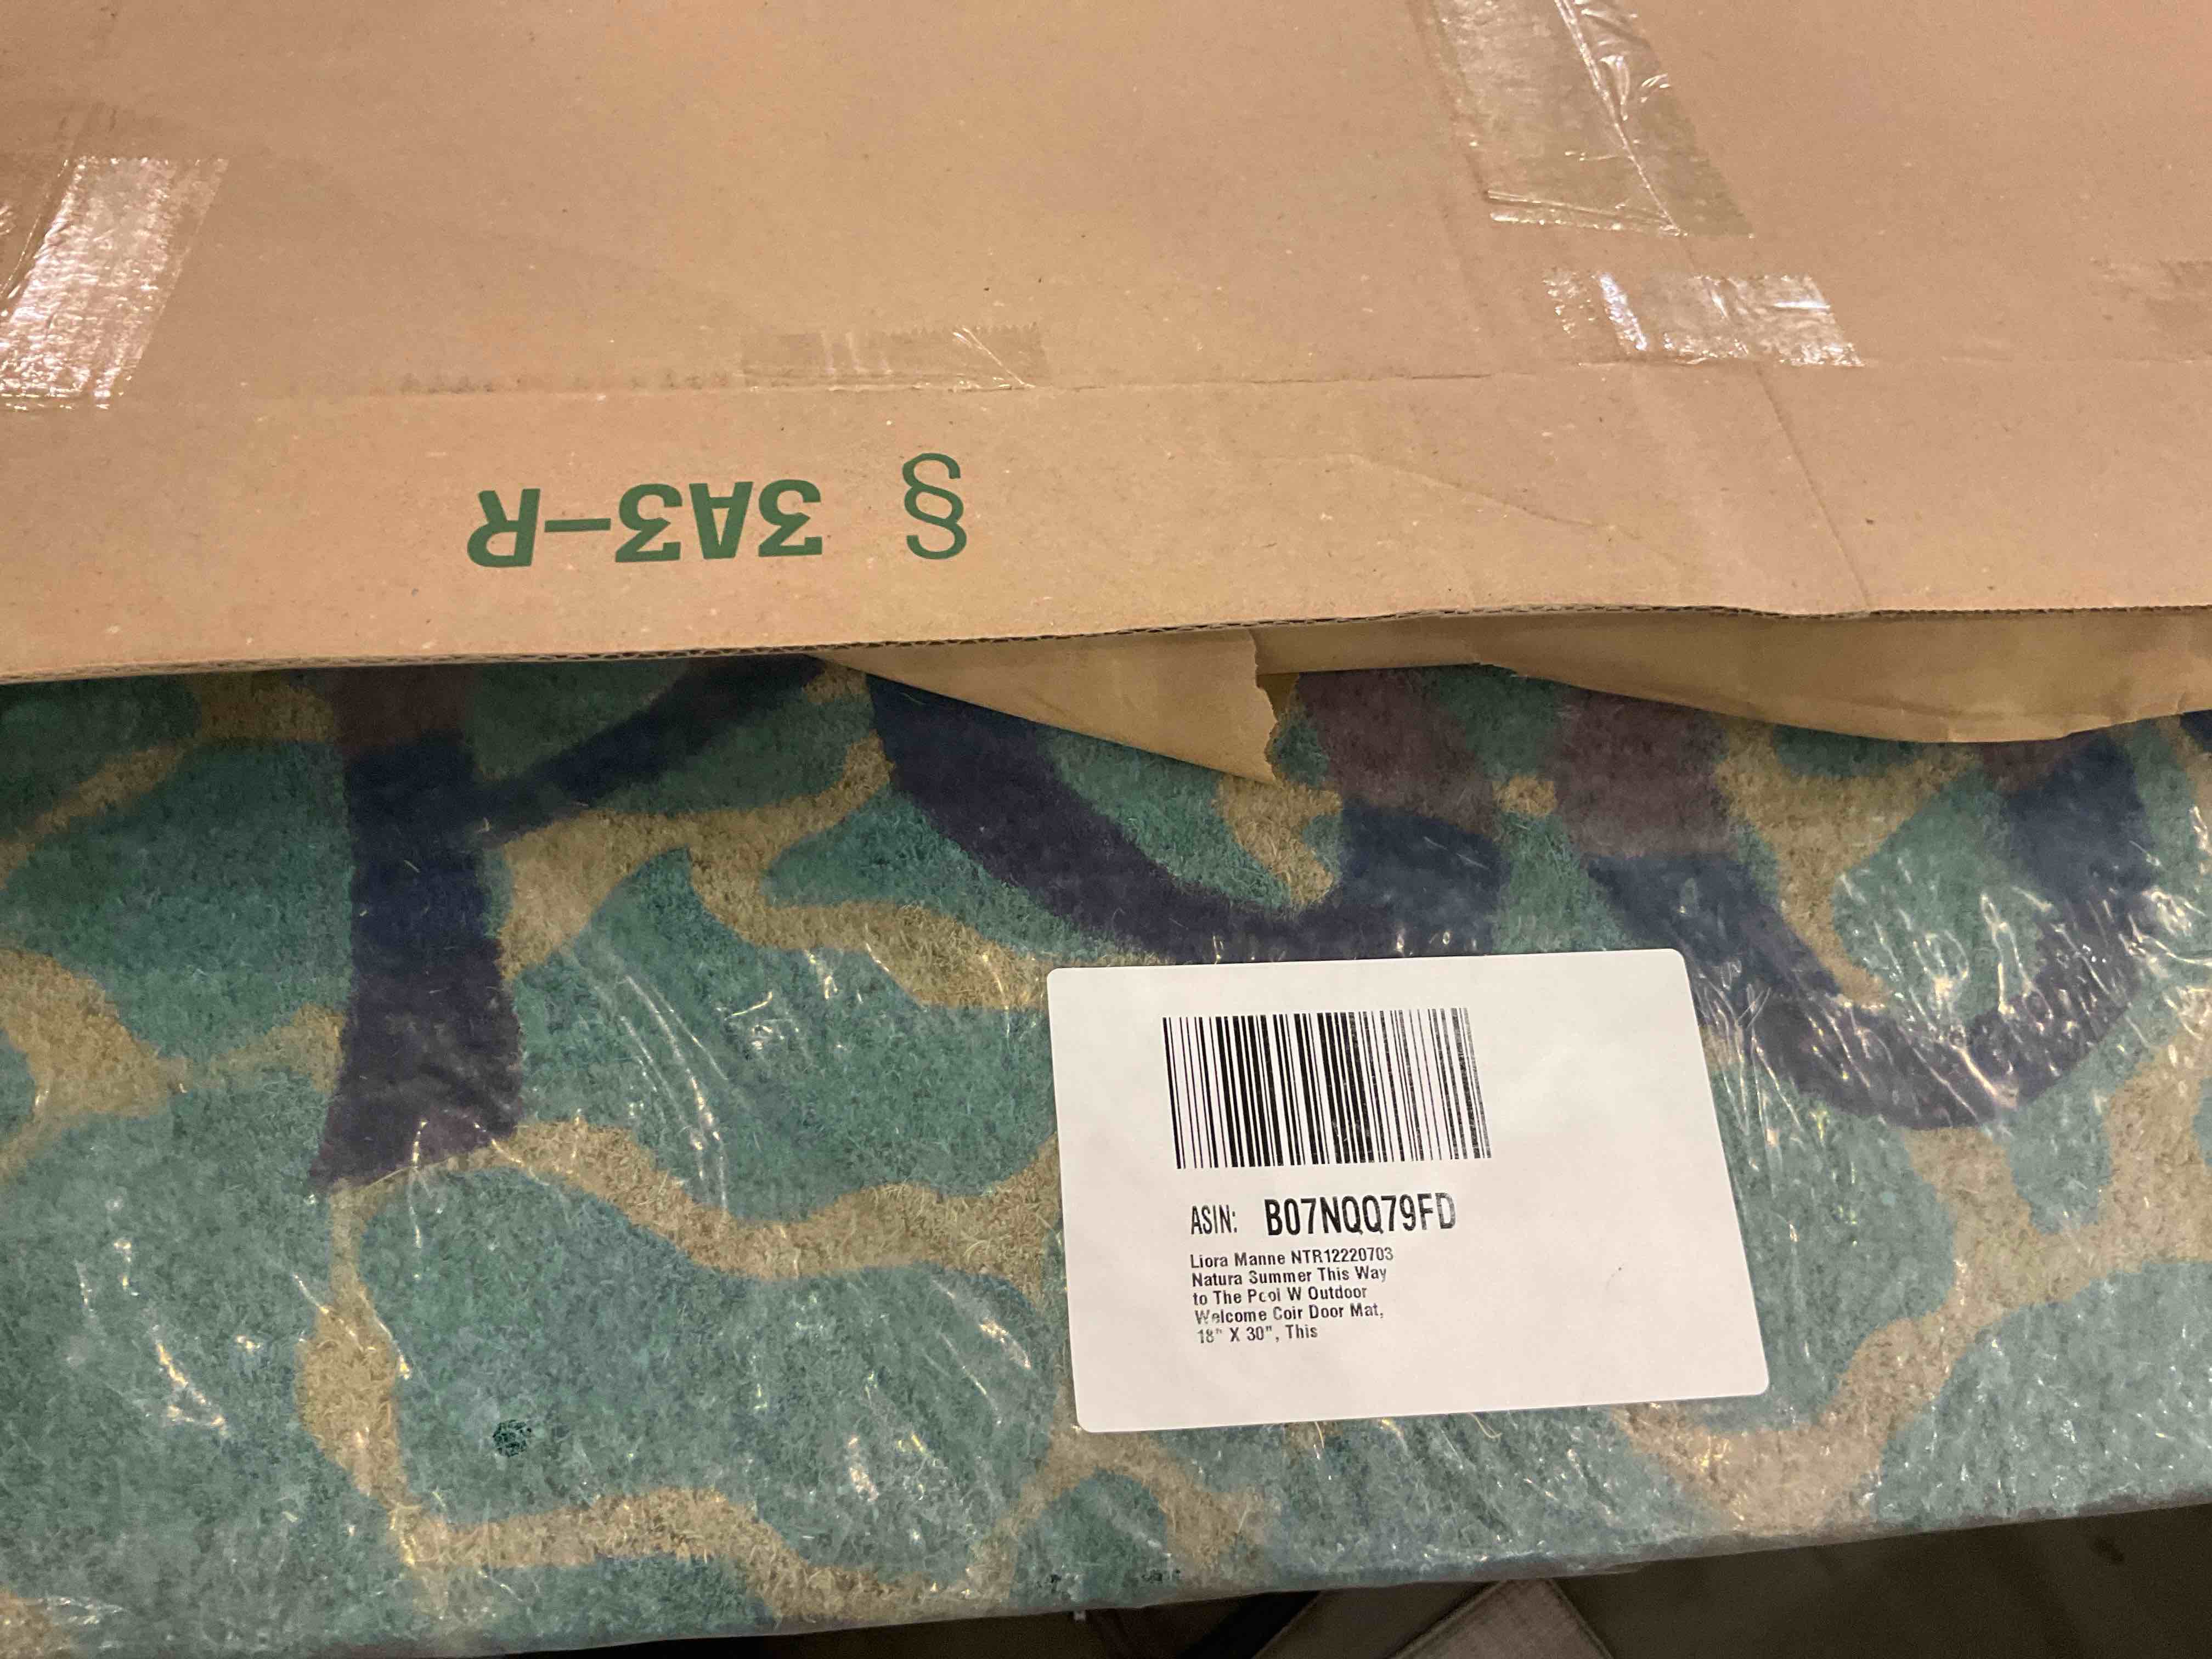 § 3A3-R
ASIN: B07NQQ79FD
Liora Manne NTR12220703
Natura Summer This Way
to The Pool W Outdoor
Welcome Coir Door Mat,
18" X 30", This